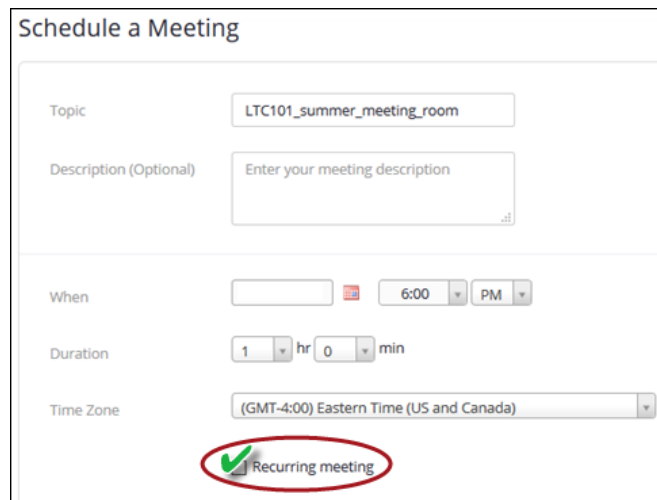 Schedule a Meeting
Topic LTC101_summer_meeting_room
Description (Optional) Enter your meeting description
When 6:00 PM
Duration 1 hr 0 min
Time Zone (GMT-4:00) Eastern Time (US and Canada)
Recurring meeting